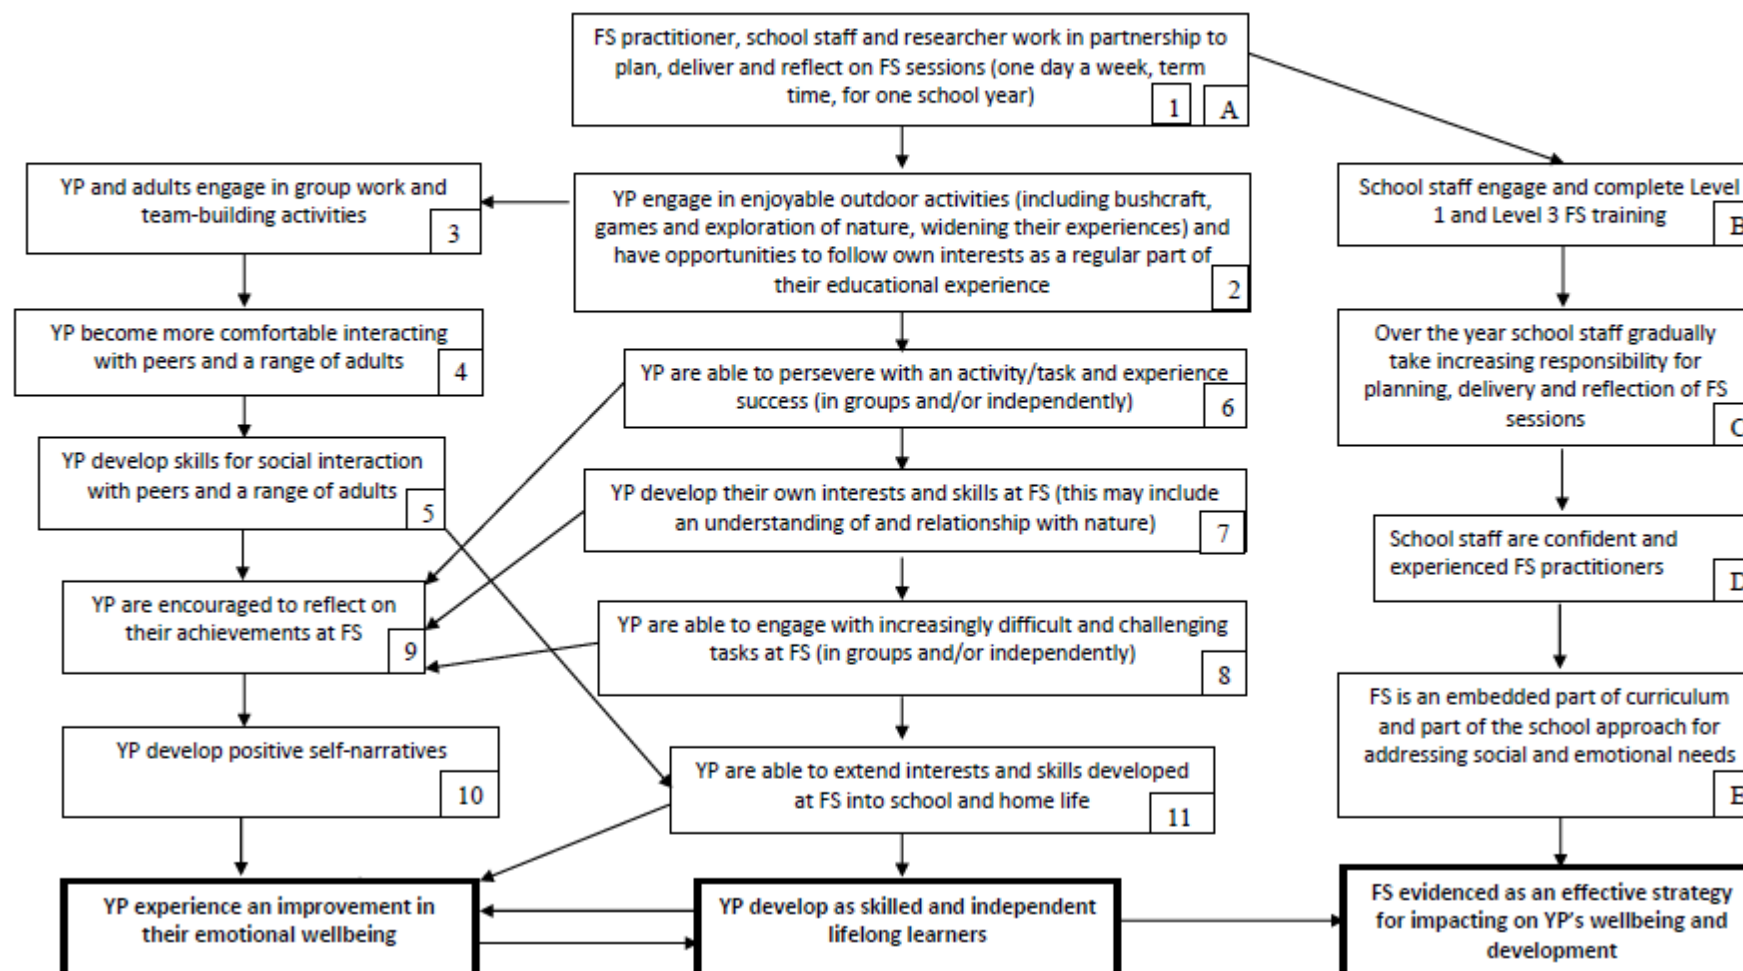 FS practitioner, school staff and researcher work in partnership to
plan, deliver and reflect on FS sessions (one day a week, term
time, for one school year)
1
A
YP and adults engage in group work and
team-building activities
3
YP engage in enjoyable outdoor activities (including bushcraft,
games and exploration of nature, widening their experiences) and
have opportunities to follow own interests as a regular part of
their educational experience
2
School staff engage and complete Level
1 and Level 3 FS training
B
YP become more comfortable interacting
with peers and a range of adults
4
YP are able to persevere with an activity/task and experience
success (in groups and/or independently)
6
Over the year school staff gradually
take increasing responsibility for
planning, delivery and reflection of FS
sessions
C
YP develop skills for social interaction
with peers and a range of adults
5
YP develop their own interests and skills at FS (this may include
an understanding of and relationship with nature)
7
School staff are confident and
experienced FS practitioners
D
YP are encouraged to reflect on
their achievements at FS
9
YP are able to engage with increasingly difficult and challenging
tasks at FS (in groups and/or independently)
8
FS is an embedded part of curriculum
and part of the school approach for
addressing social and emotional needs
E
YP develop positive self-narratives
10
YP are able to extend interests and skills developed
at FS into school and home life
11
YP experience an improvement in
their emotional wellbeing
YP develop as skilled and independent
lifelong learners
FS evidenced as an effective strategy
for impacting on YP's wellbeing and
development